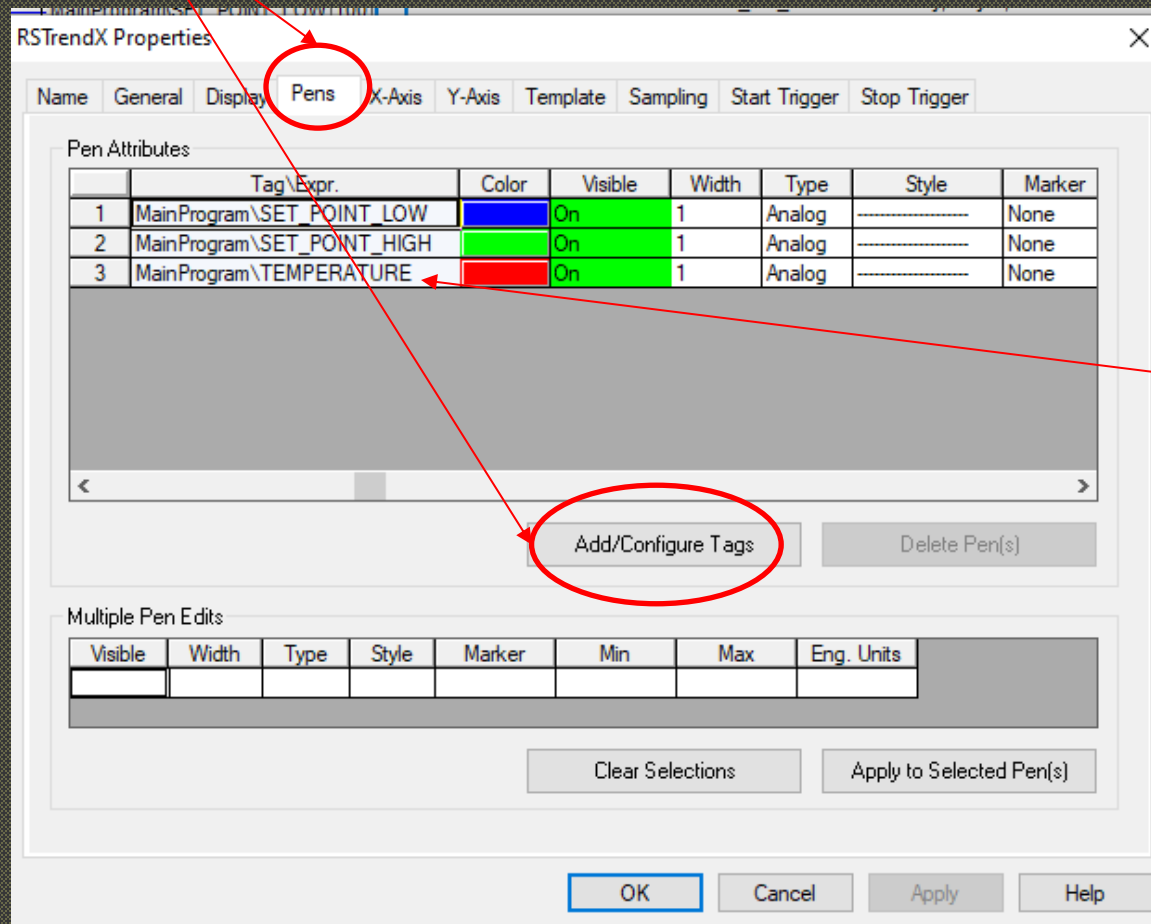 RSTrendX Properties
Name General Display Pens X-Axis Y-Axis Template Sampling Start Trigger Stop Trigger
Pen Attributes
Tag\Expr. Color Visible Width Type Style Marker
1 MainProgram\SET_POINT_LOW On 1 Analog None
2 MainProgram\SET_POINT_HIGH On 1 Analog None
3 MainProgram\TEMPERATURE On 1 Analog None
Add/Configure Tags Delete Pen(s)
Multiple Pen Edits
Visible Width Type Style Marker Min Max Eng. Units
Clear Selections Apply to Selected Pen(s)
OK Cancel Apply Help